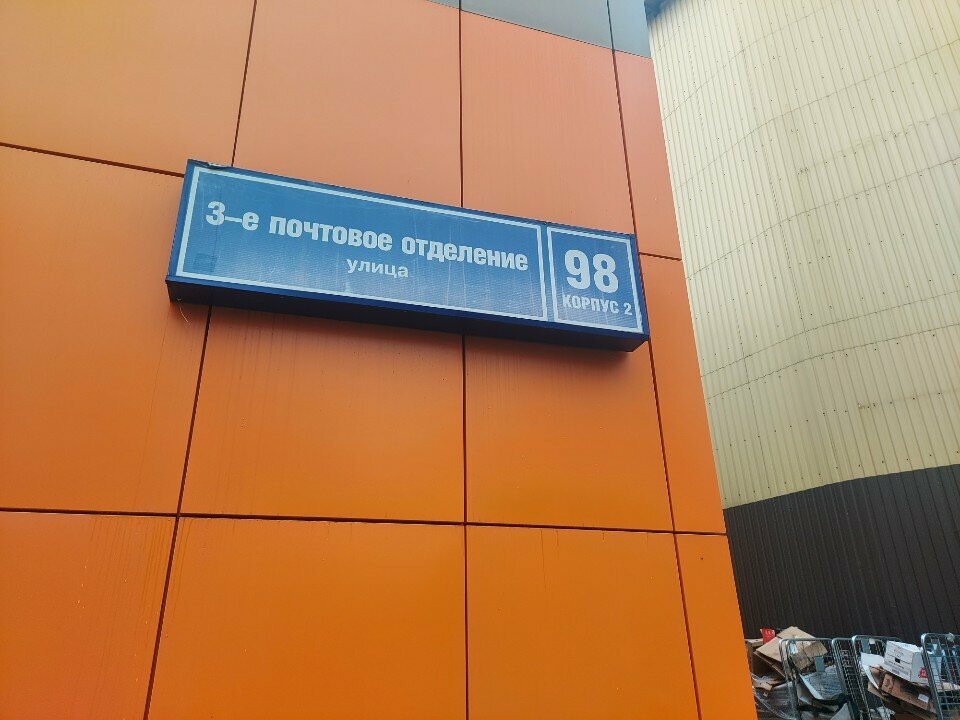 3-е почтовое отделение
улица
98
КОРПУС 2